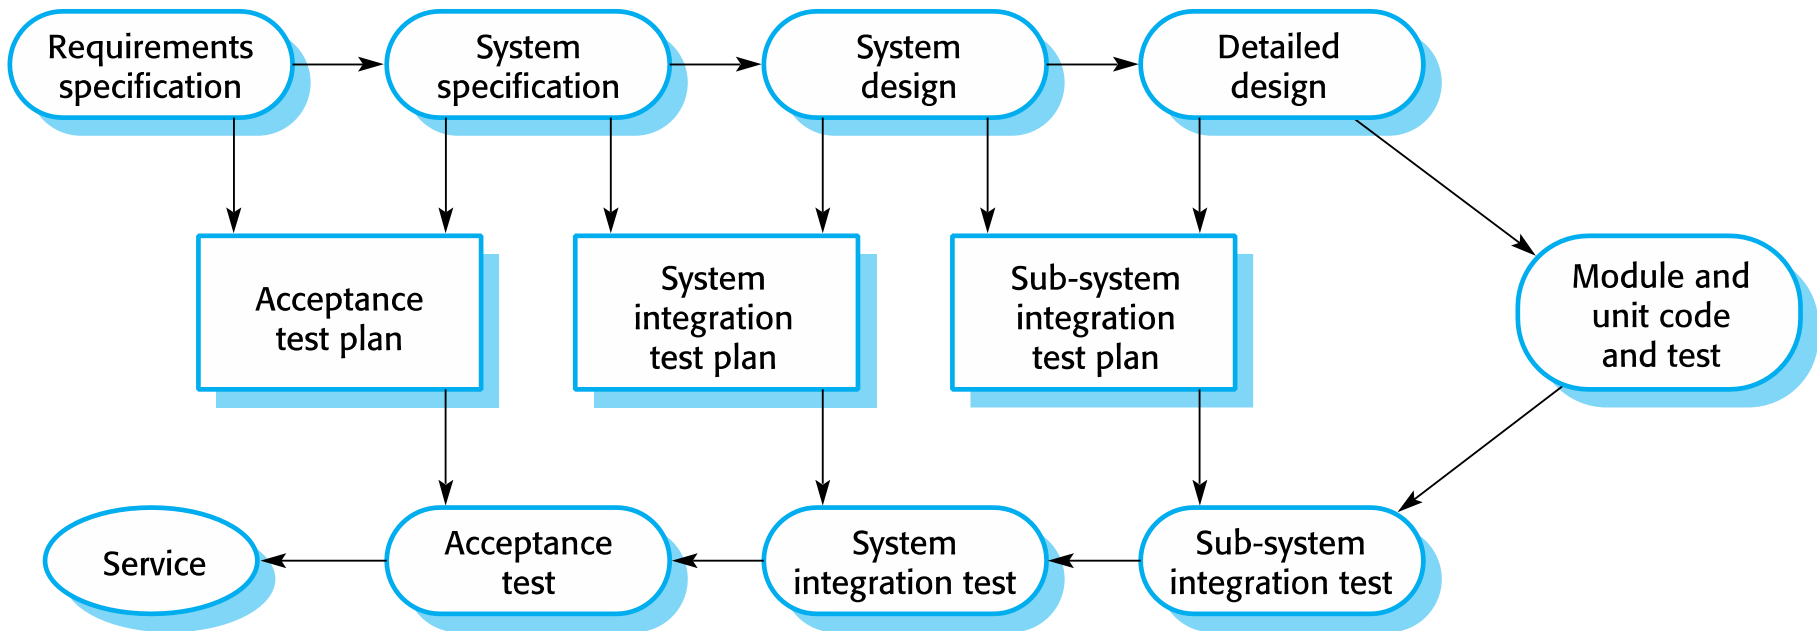 Requirements
specification
System
specification
System
design
Detailed
design
Acceptance
test plan
System
integration
test plan
Sub-system
integration
test plan
Module and
unit code
and test
Service
Acceptance
test
System
integration test
Sub-system
integration test